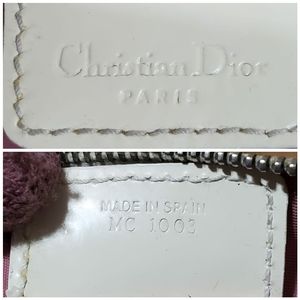 Christian Dior
PARIS
MADE IN SPAIN
MC 1003